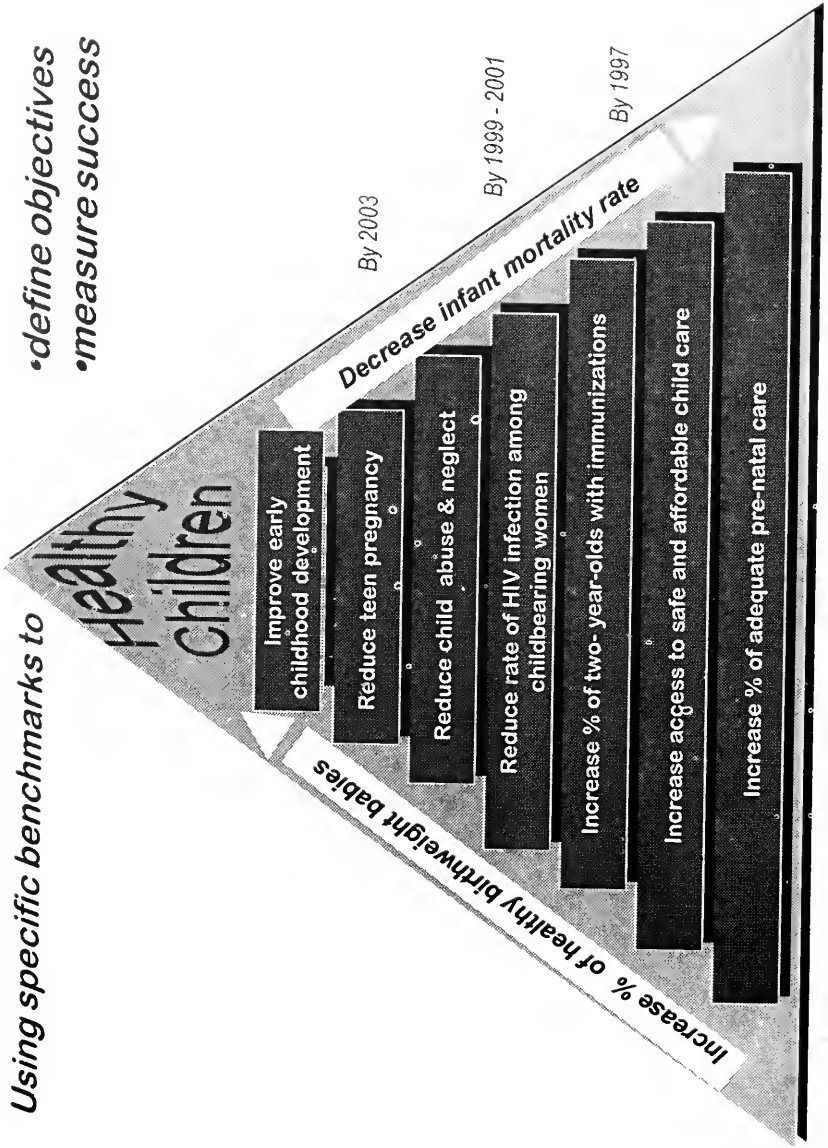 Using specific benchmarks to
•define objectives
•measure success
Healthy
Children
Improve early
childhood development
Reduce teen pregnancy
By 2003
Reduce child abuse & neglect
Reduce rate of HIV infection among
childbearing women
By 1999 - 2001
Increase % of two- year-olds with immunizations
Increase access to safe and affordable child care
By 1997
Increase % of adequate pre-natal care
Increase % of healthy birthweight babies
Decrease infant mortality rate